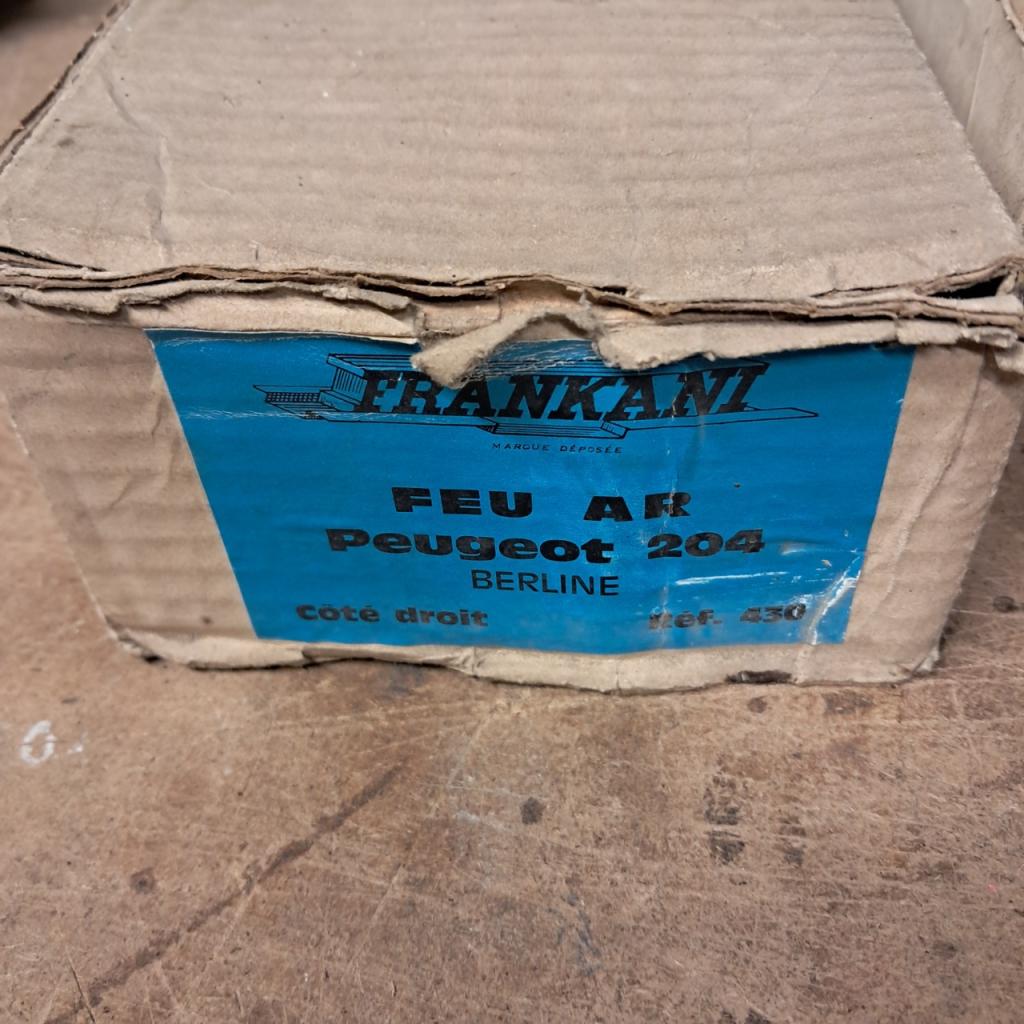 FRANKANI
MARQUE DÉPOSÉE
FEU AR
Peugeot 204
BERLINE
Côté droit Réf. 430